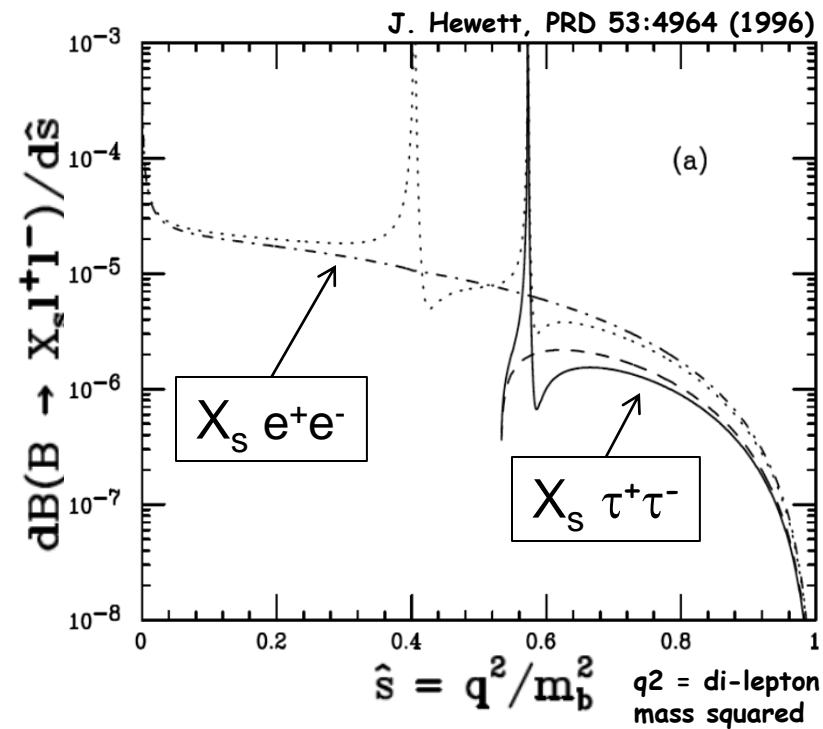 J. Hewett, PRD 53:4964 (1996)
10⁻³
10⁻⁴
10⁻⁵
10⁻⁶
10⁻⁷
10⁻⁸
dB(B → Xₛl⁺l⁻)/dŝ
(a)
Xₛ e⁺e⁻
Xₛ τ⁺τ⁻
0 0.2 0.4 0.6 0.8 1
ŝ = q²/m_b²
q2 = di-lepton
mass squared